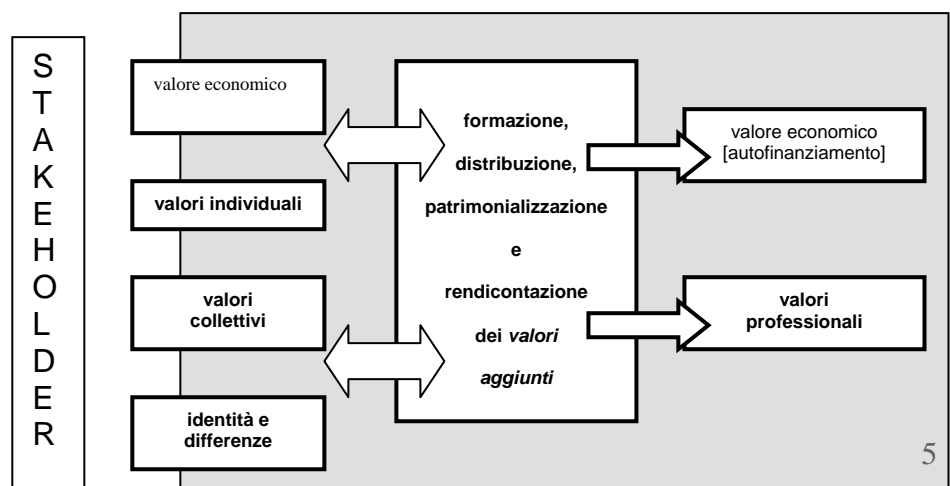 STAKEHOLDER
valore economico
valori individuali
valori
collettivi
identità e
differenze
formazione,
distribuzione,
patrimonializzazione
e
rendicontazione
dei valori
aggiunti
valore economico
[autofinanziamento]
valori
professionali
5